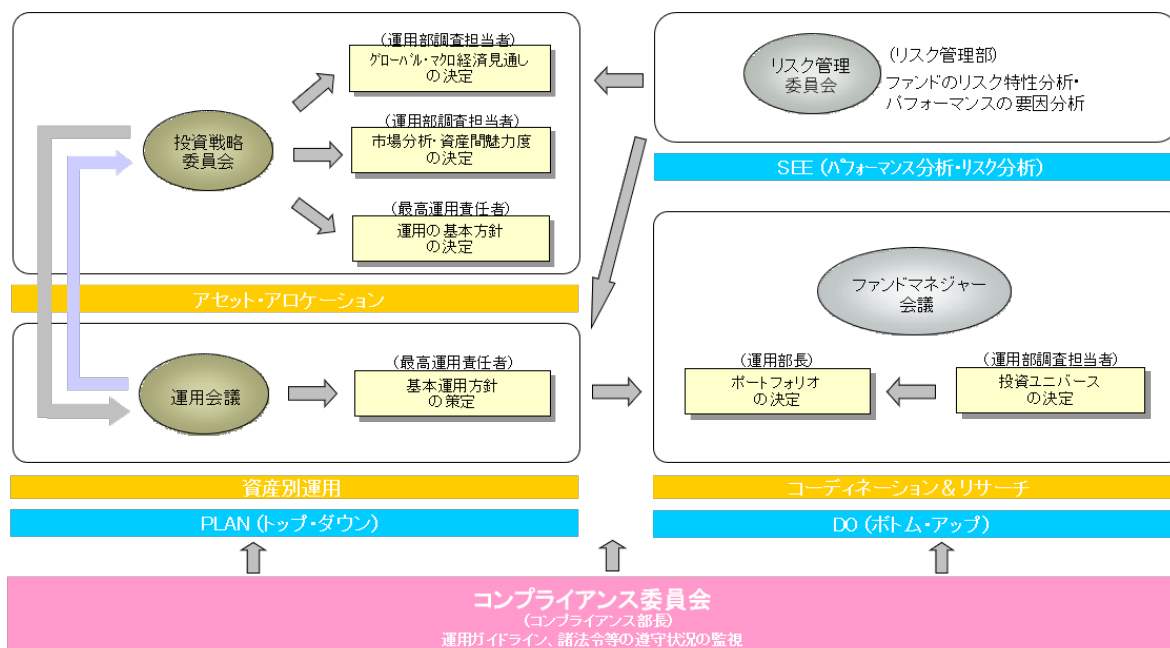 (運用部調査担当者)
グローバル・マクロ経済見通し
の決定
投資戦略
委員会
(運用部調査担当者)
市場分析・資産間魅力度
の決定
(最高運用責任者)
運用の基本方針
の決定
アセット・アロケーション
運用会議
(最高運用責任者)
基本運用方針
の策定
資産別運用
PLAN (トップ・ダウン)
リスク管理
委員会
(リスク管理部)
ファンドのリスク特性分析・
パフォーマンスの要因分析
SEE (パフォーマンス分析・リスク分析)
ファンドマネジャー
会議
(運用部長)
ポートフォリオ
の決定
(運用部調査担当者)
投資ユニバース
の決定
コーディネーション&リサーチ
DO (ボトム・アップ)
コンプライアンス委員会
(コンプライアンス部長)
運用ガイドライン、諸法令等の遵守状況の監視